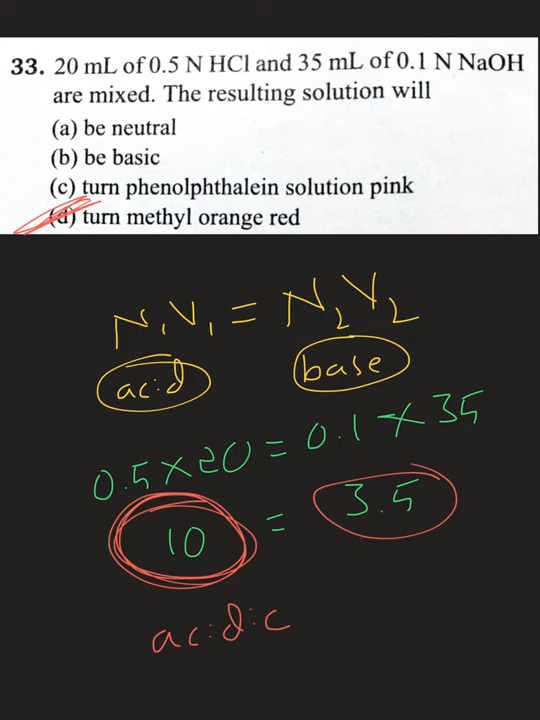 33. 20 mL of 0.5 N HCl and 35 mL of 0.1 N NaOH
are mixed. The resulting solution will
(a) be neutral
(b) be basic
(c) turn phenolphthalein solution pink
(d) turn methyl orange red
N₁V₁ = N₂V₂
acid base
0.5×20 = 0.1 × 35
10 = 3.5
acidic